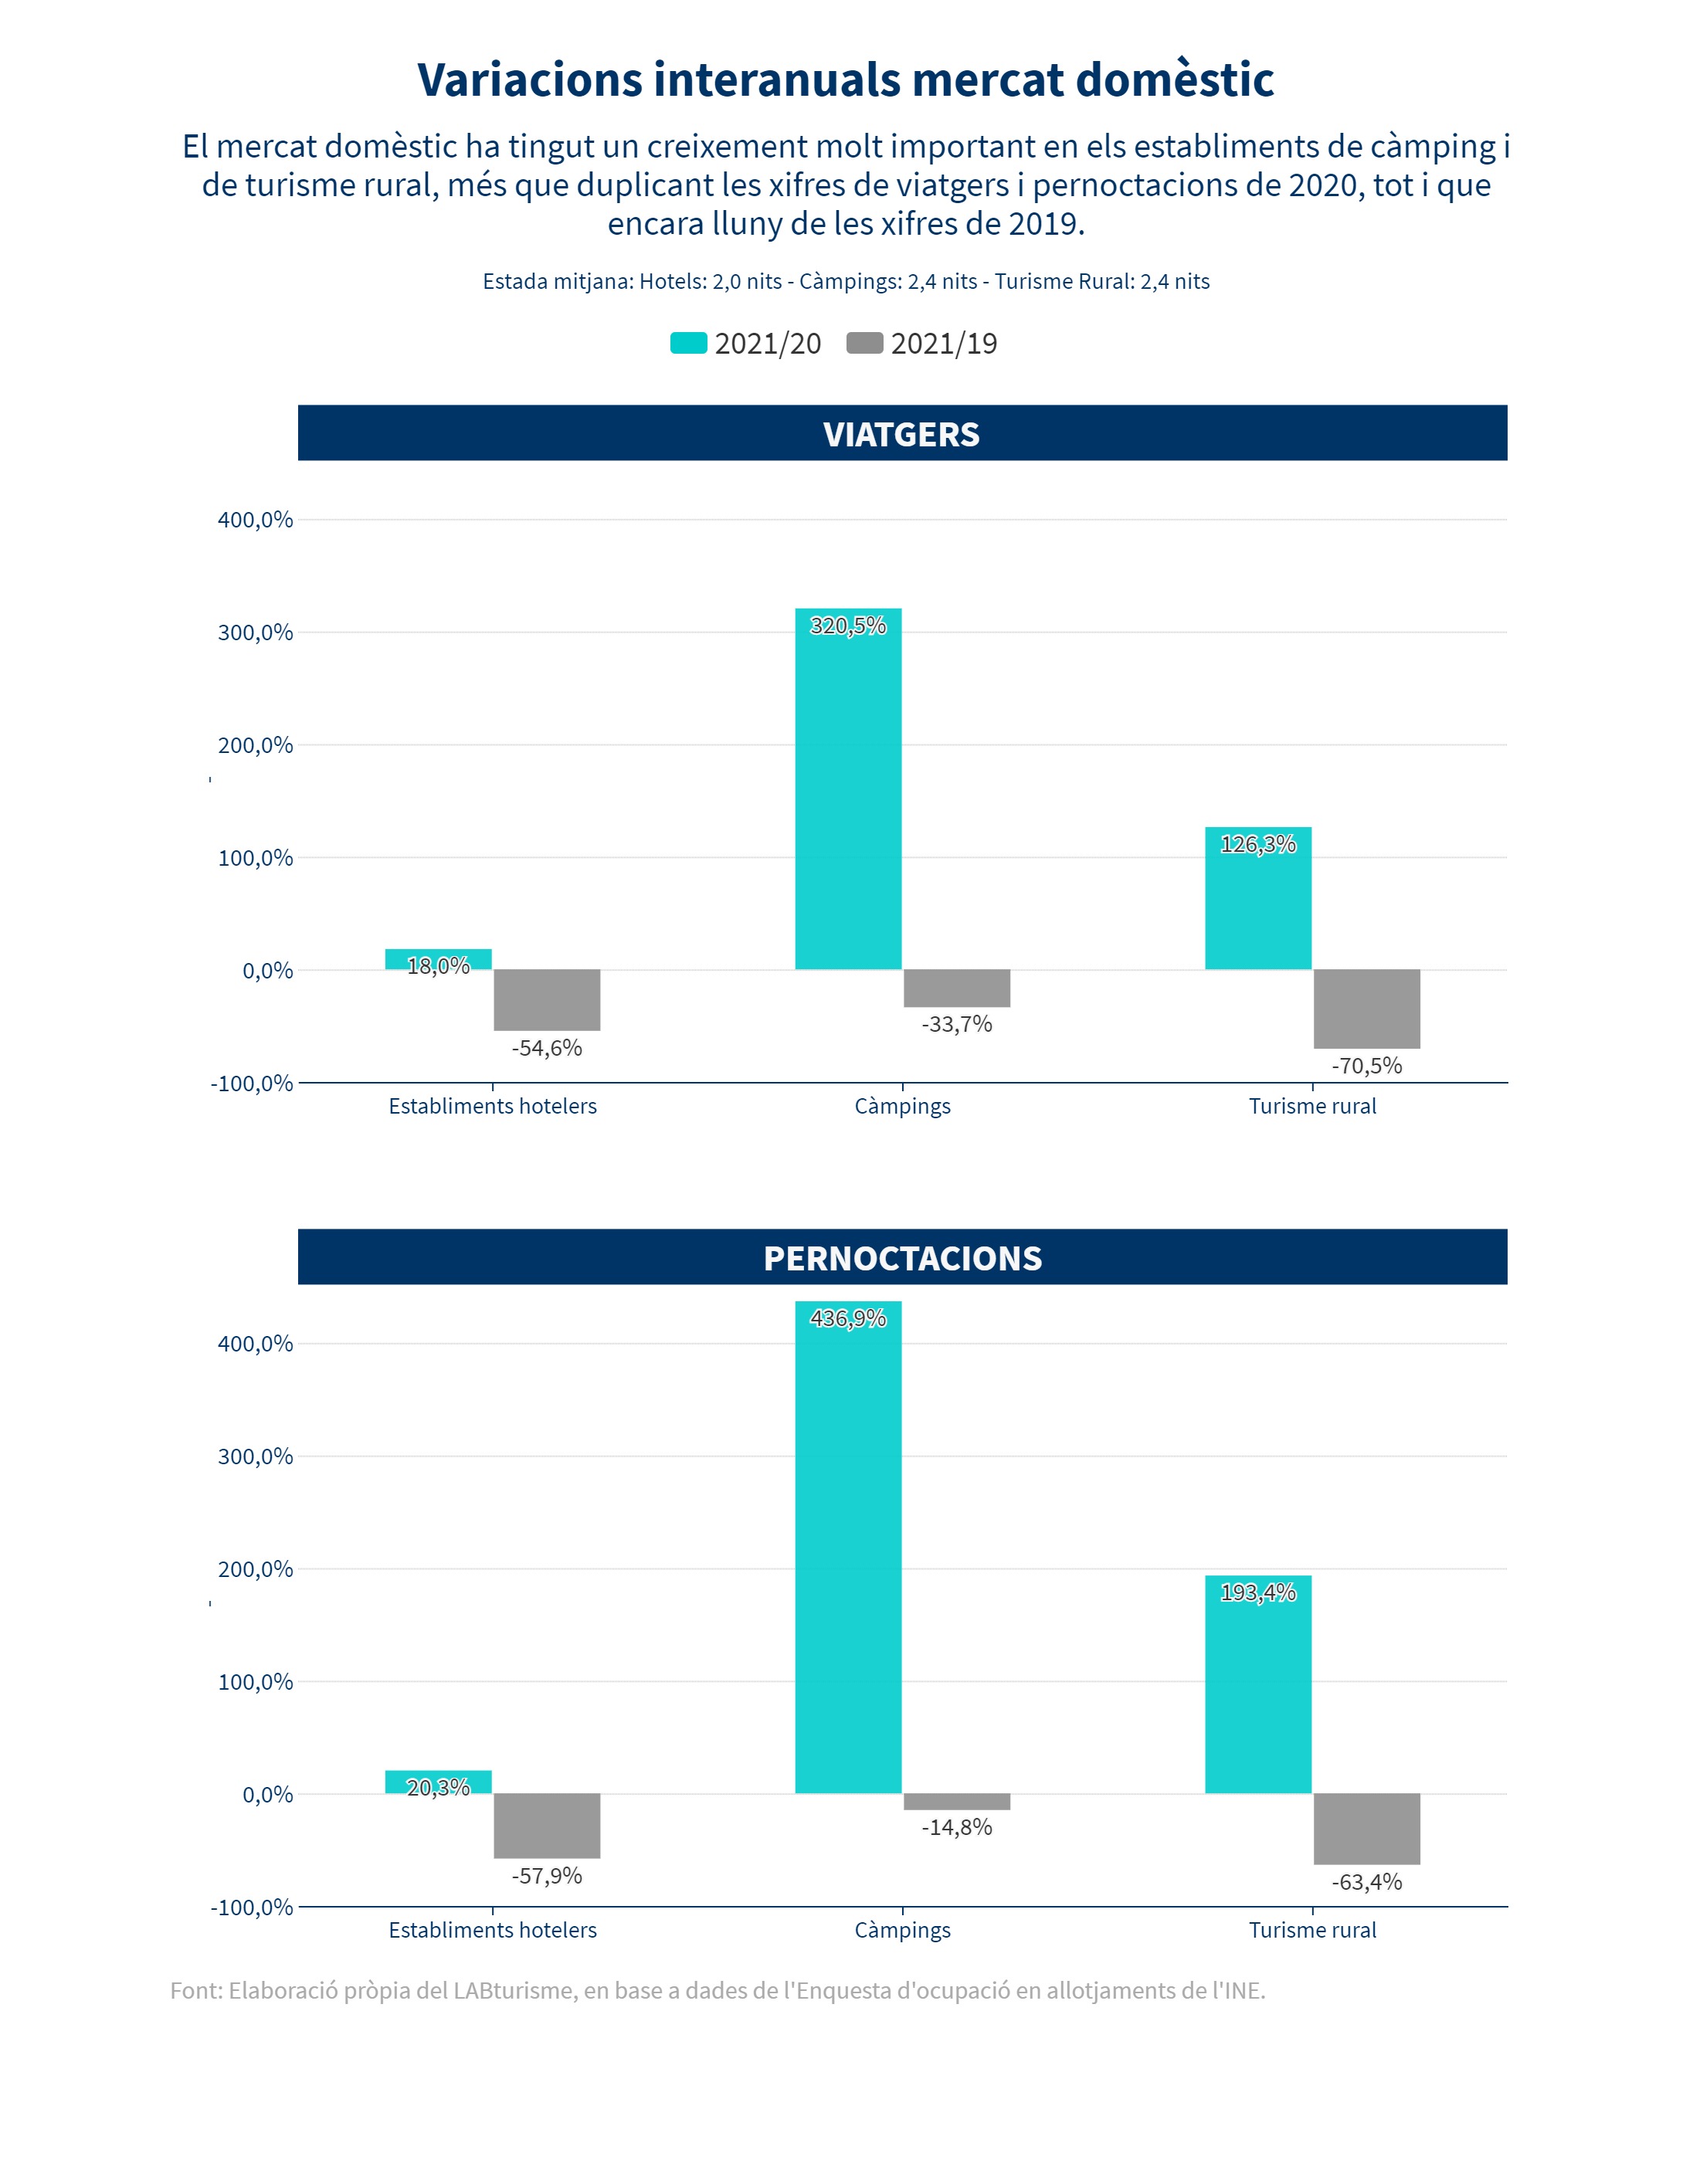 Variacions interanuals mercat domèstic
El mercat domèstic ha tingut un creixement molt important en els establiments de càmping i
de turisme rural, més que duplicant les xifres de viatgers i pernoctacions de 2020, tot i que
encara lluny de les xifres de 2019.
Estada mitjana: Hotels: 2,0 nits - Càmpings: 2,4 nits - Turisme Rural: 2,4 nits
2021/20 2021/19
VIATGERS
400,0%
320,5%
300,0%
200,0%
126,3%
100,0%
18,0%
0,0%
-33,7%
-54,6%
-70,5%
-100,0%
Establiments hotelers Càmpings Turisme rural
PERNOCTACIONS
436,9%
400,0%
300,0%
200,0%
193,4%
100,0%
20,3%
0,0%
-14,8%
-57,9%
-63,4%
-100,0%
Establiments hotelers Càmpings Turisme rural
Font: Elaboració pròpia del LABturisme, en base a dades de l'Enquesta d'ocupació en allotjaments de l'INE.